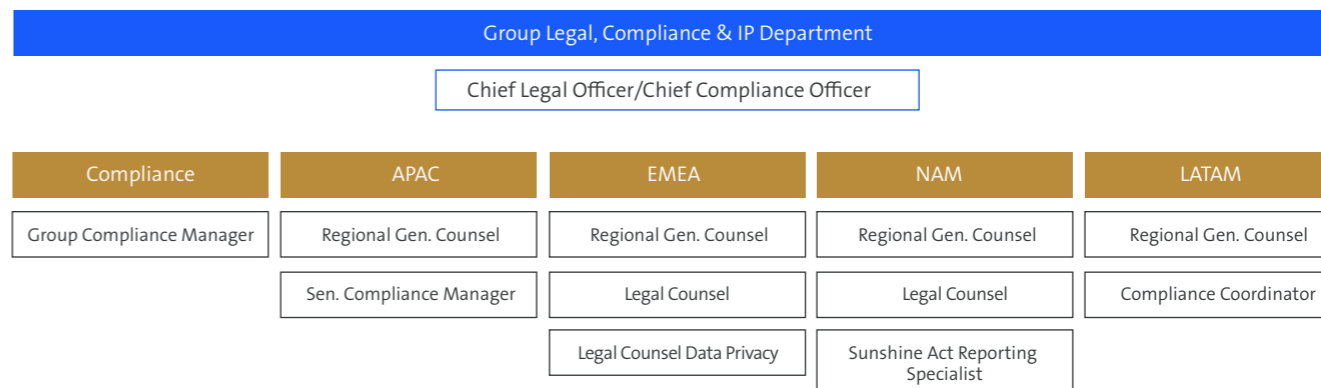 Group Legal, Compliance & IP Department
Chief Legal Officer/Chief Compliance Officer
Compliance
APAC
EMEA
NAM
LATAM
Group Compliance Manager
Regional Gen. Counsel
Regional Gen. Counsel
Regional Gen. Counsel
Regional Gen. Counsel
Sen. Compliance Manager
Legal Counsel
Legal Counsel
Compliance Coordinator
Legal Counsel Data Privacy
Sunshine Act Reporting
Specialist